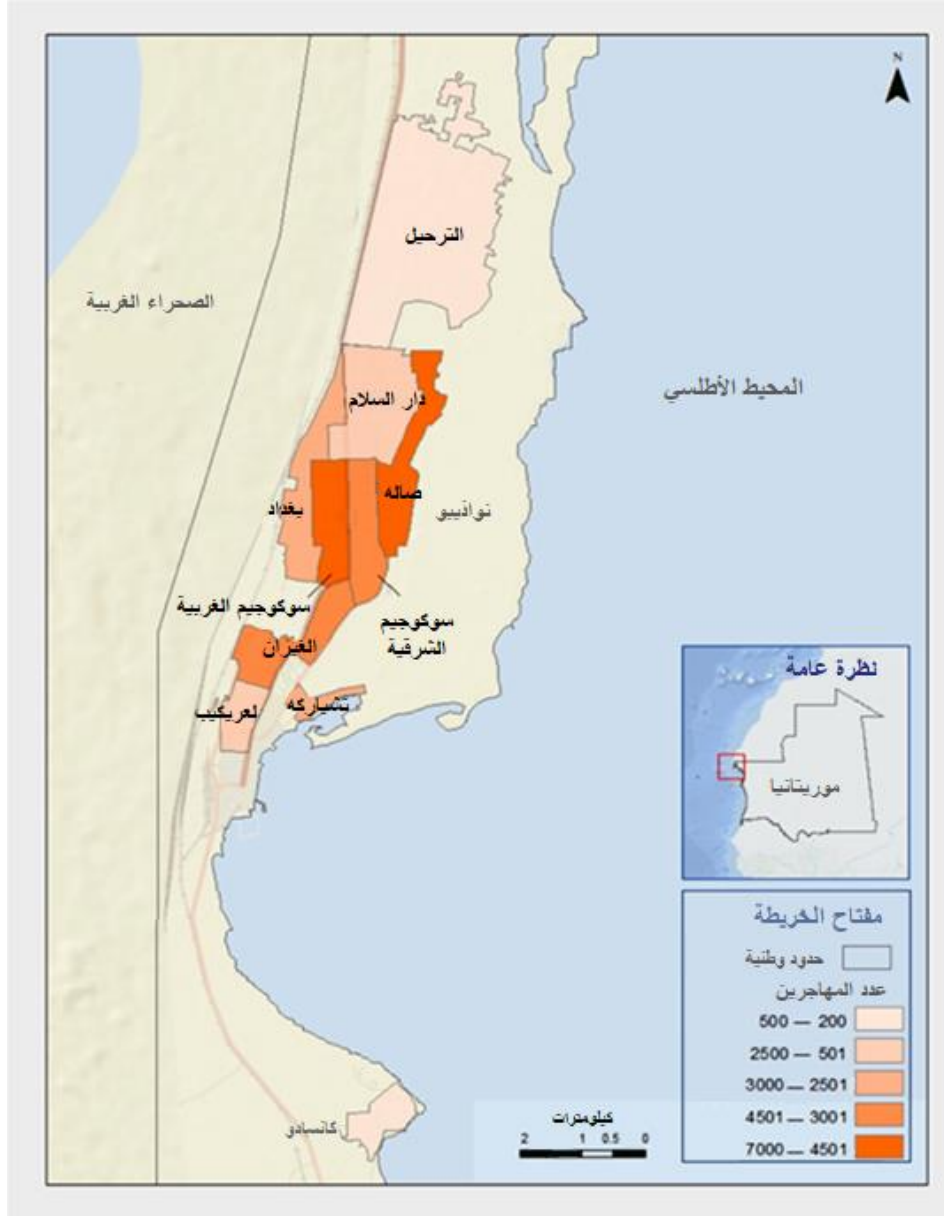 N
الترحيل
الصحراء الغربية
المحيط الأطلسي
دار السلام
صاله
بغداد
نواذيبو
سوكوجيم الغربية
سوكوجيم
الشرقية
الغيران
تشياركه
لعريكيب
كانسادو
نظرة عامة
موريتانيا
مفتاح الخريطة
حدود وطنية
عدد المهاجرين
200 — 500
501 — 2500
2501 — 3000
3001 — 4501
4501 — 7000
كيلومترات
2 1 0.5 0